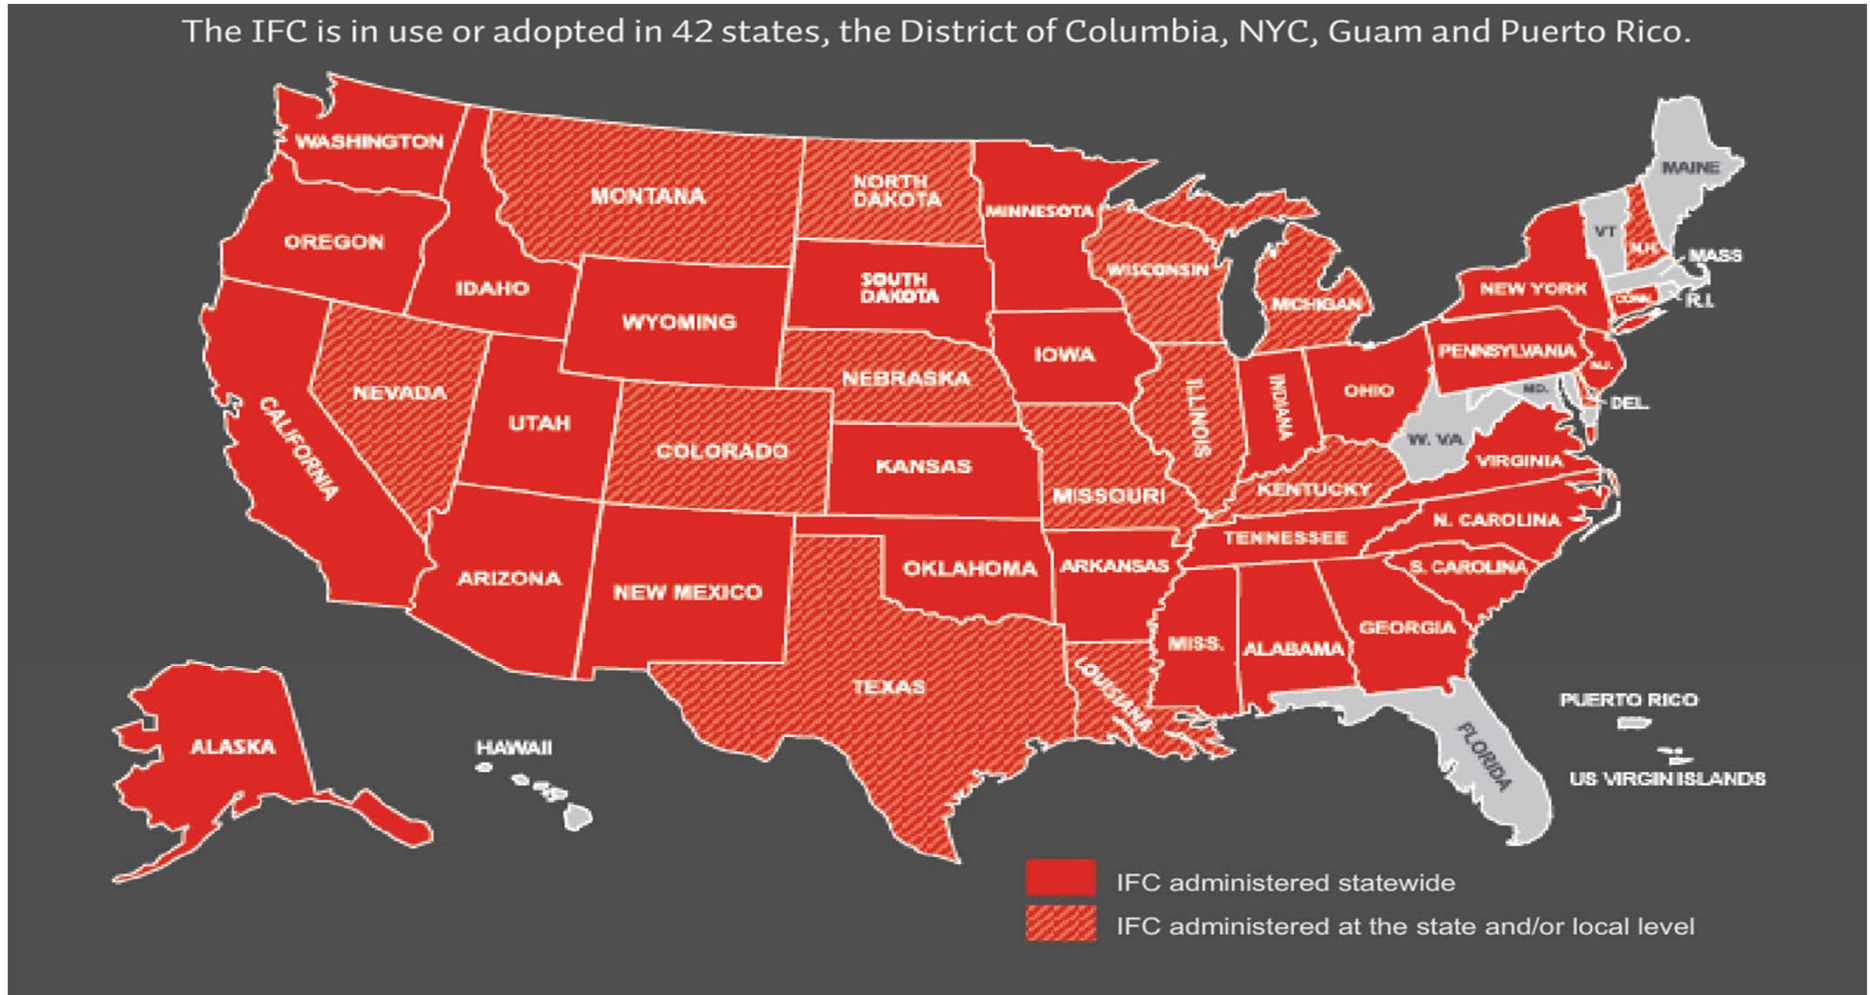 The IFC is in use or adopted in 42 states, the District of Columbia, NYC, Guam and Puerto Rico.
WASHINGTON
MONTANA
NORTH
DAKOTA
MINNESOTA
MAINE
VT
N.H.
MASS
OREGON
IDAHO
WYOMING
SOUTH
DAKOTA
WISCONSIN
MICHIGAN
NEW YORK
CONN.
R.I.
NEVADA
UTAH
COLORADO
NEBRASKA
IOWA
ILLINOIS
INDIANA
OHIO
PENNSYLVANIA
N.J.
MD.
DEL.
W. VA
VIRGINIA
CALIFORNIA
KANSAS
MISSOURI
KENTUCKY
N. CAROLINA
TENNESSEE
S. CAROLINA
ARIZONA
NEW MEXICO
OKLAHOMA
ARKANSAS
MISS.
ALABAMA
GEORGIA
TEXAS
LOUISIANA
FLORIDA
ALASKA
HAWAII
PUERTO RICO
US VIRGIN ISLANDS
IFC administered statewide
IFC administered at the state and/or local level